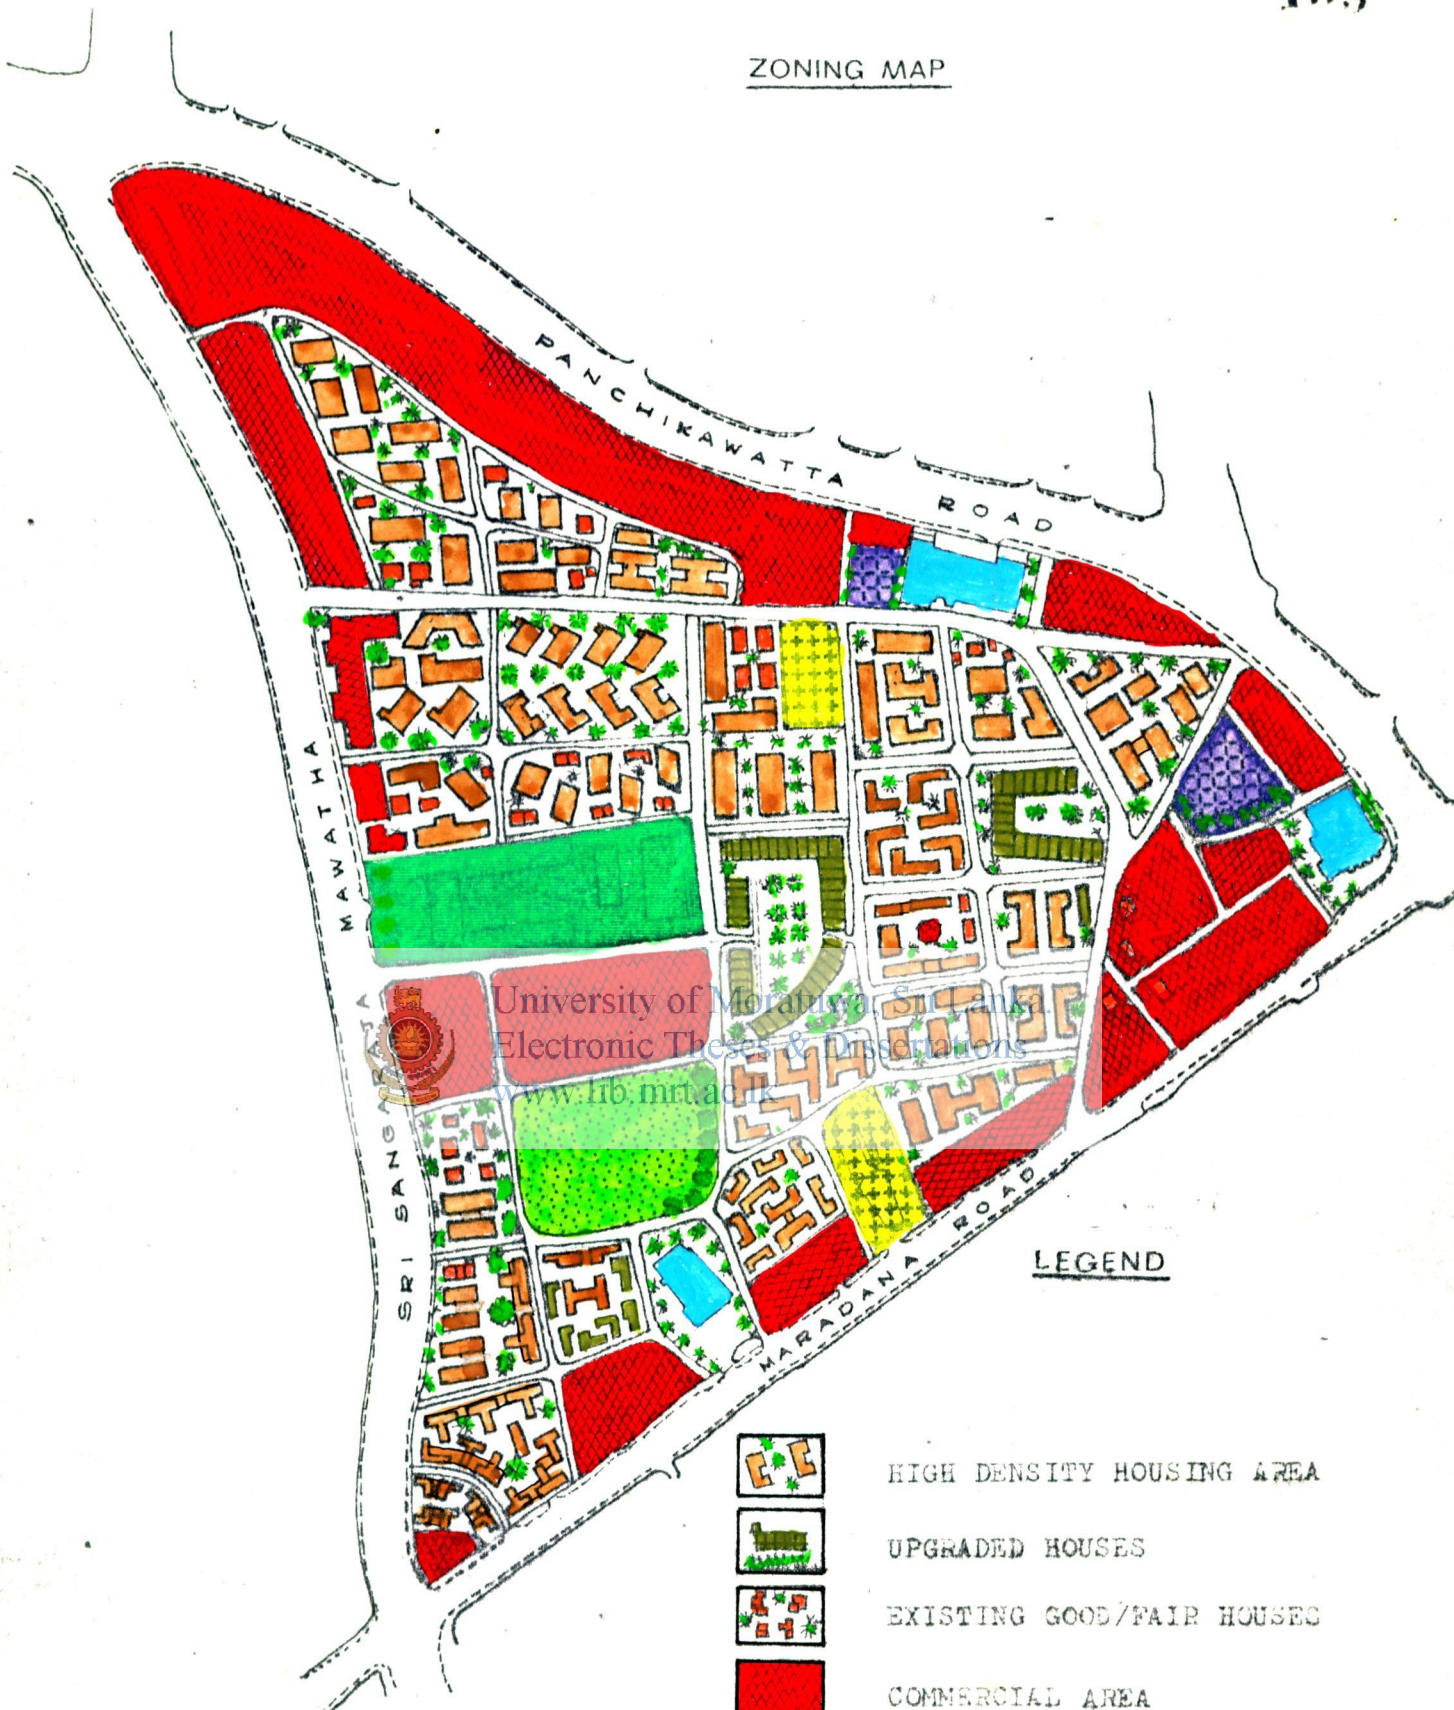 ZONING MAP
PANCHIKAWATTA ROAD
SRI SANGARAJA MAWATHA
MARADANA ROAD
University of Moratuwa, Sri Lanka.
Electronic Theses & Dissertations
www.lib.mrt.ac.lk
LEGEND
HIGH DENSITY HOUSING AREA
UPGRADED HOUSES
EXISTING GOOD/FAIR HOUSES
COMMERCIAL AREA